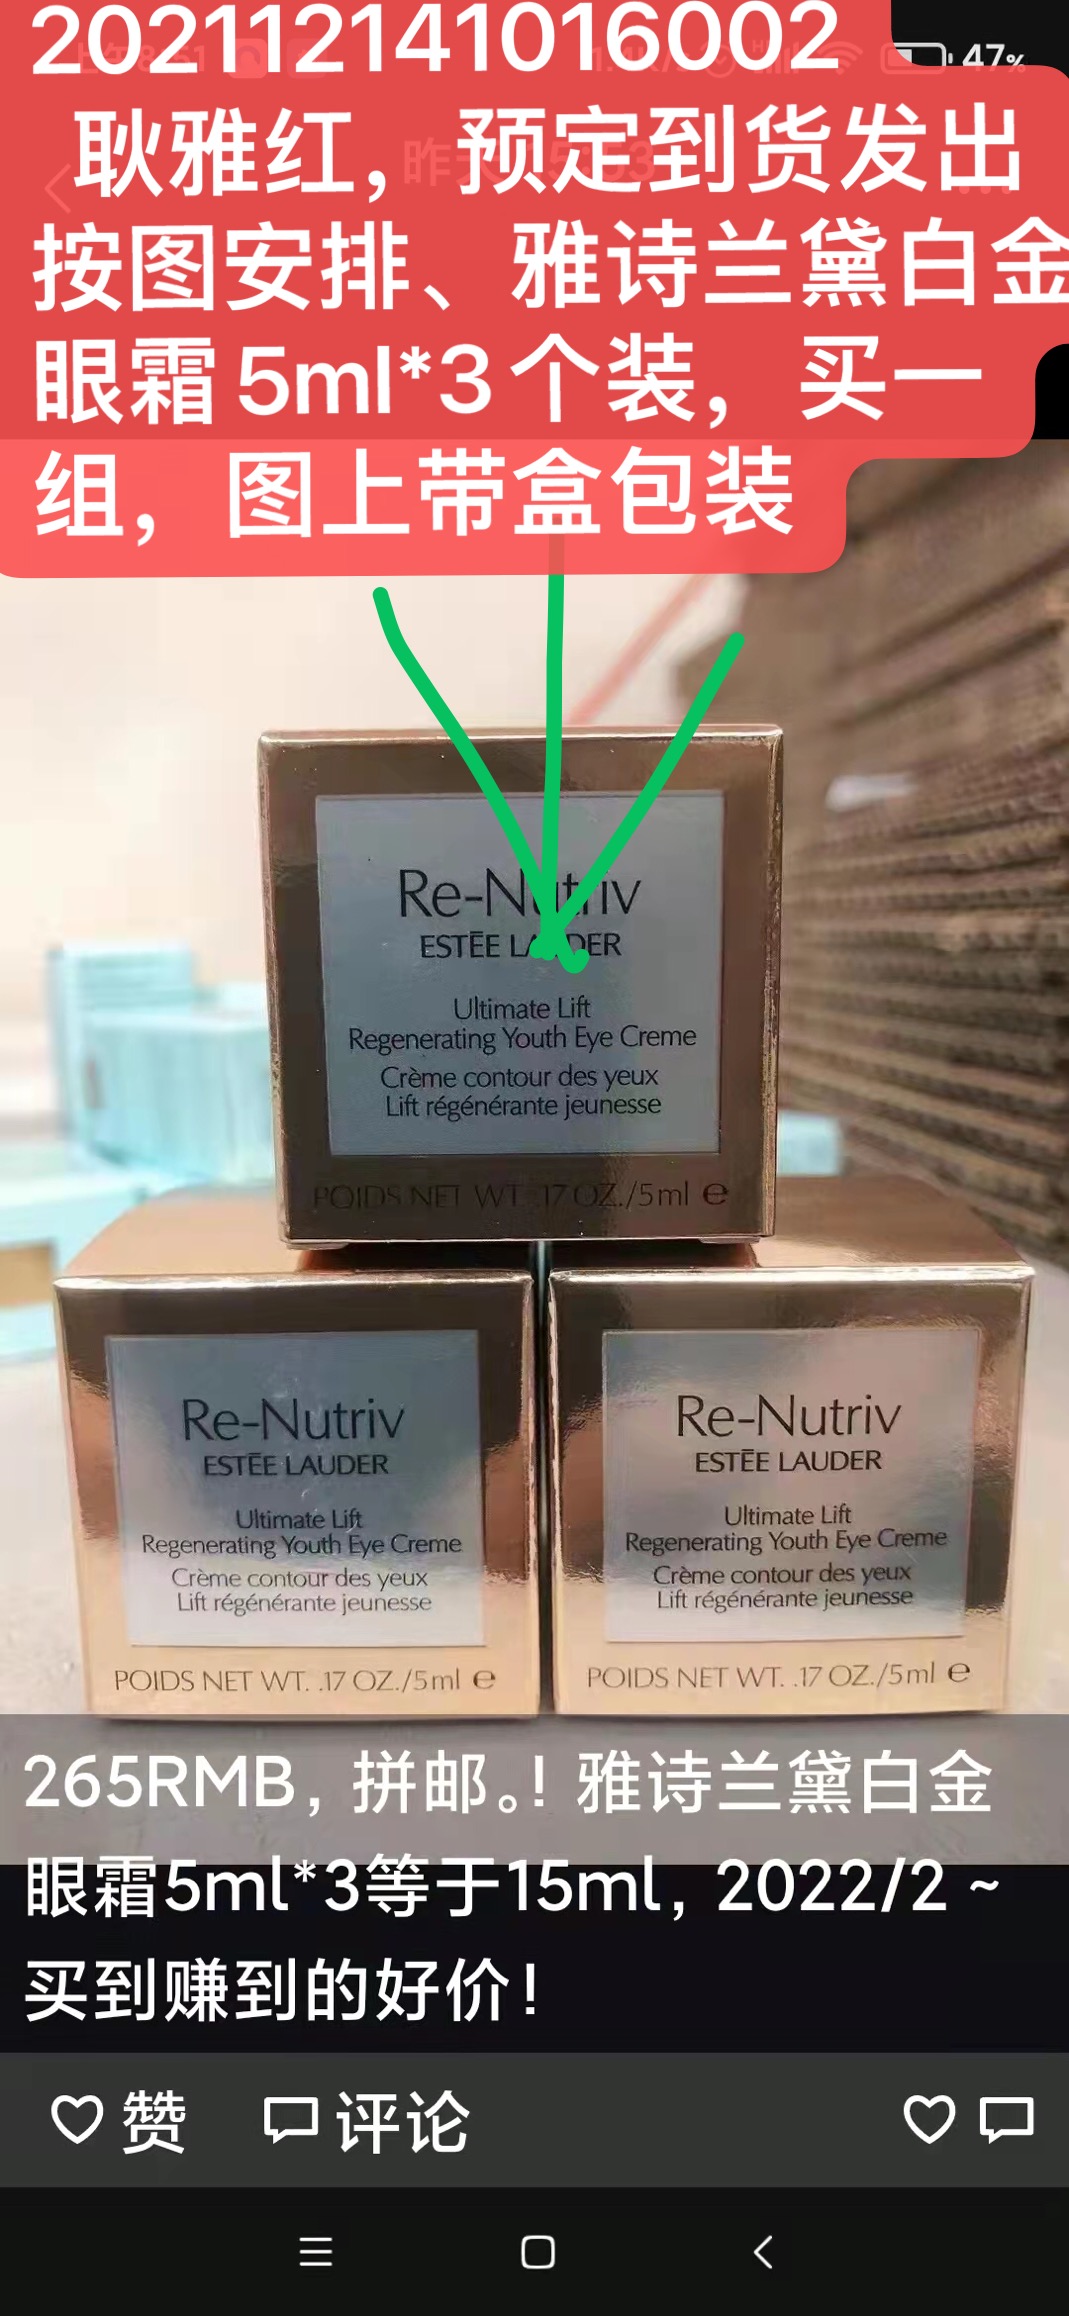 202112141016002
47%
耿雅红，预定到货发出
按图安排、雅诗兰黛白金
眼霜5ml*3个装，买一
组，图上带盒包装
Re-Nutriv
ESTĒE LAUDER
Ultimate Lift
Regenerating Youth Eye Creme
Crème contour des yeux
Lift régénérante jeunesse
POIDS NET WT. .17 OZ./5ml e
Re-Nutriv
ESTĒE LAUDER
Ultimate Lift
Regenerating Youth Eye Creme
Crème contour des yeux
Lift régénérante jeunesse
POIDS NET WT. .17 OZ./5ml e
Re-Nutriv
ESTĒE LAUDER
Ultimate Lift
Regenerating Youth Eye Creme
Crème contour des yeux
Lift régénérante jeunesse
POIDS NET WT. .17 OZ./5ml e
265RMB，拼邮。！雅诗兰黛白金
眼霜5ml*3等于15ml，2022/2 ~
买到赚到的好价！
赞 评论